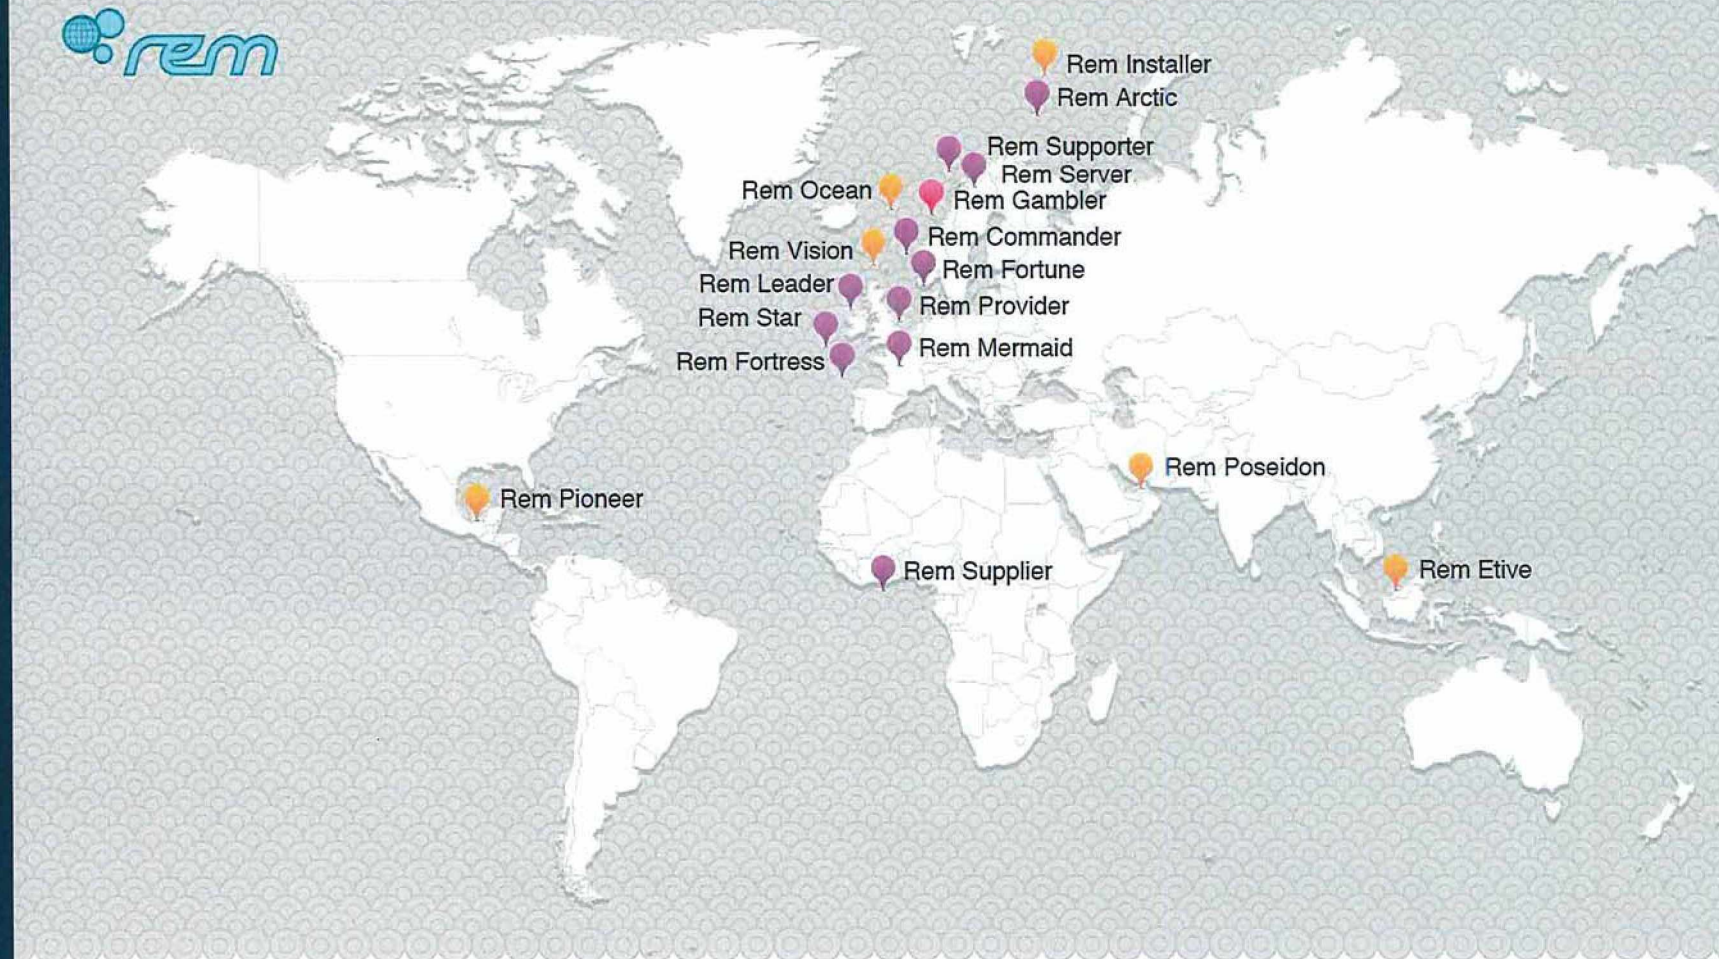 rem
Rem Installer
Rem Arctic
Rem Supporter
Rem Server
Rem Ocean
Rem Gambler
Rem Commander
Rem Vision
Rem Fortune
Rem Leader
Rem Provider
Rem Star
Rem Mermaid
Rem Fortress
Rem Poseidon
Rem Pioneer
Rem Supplier
Rem Etive